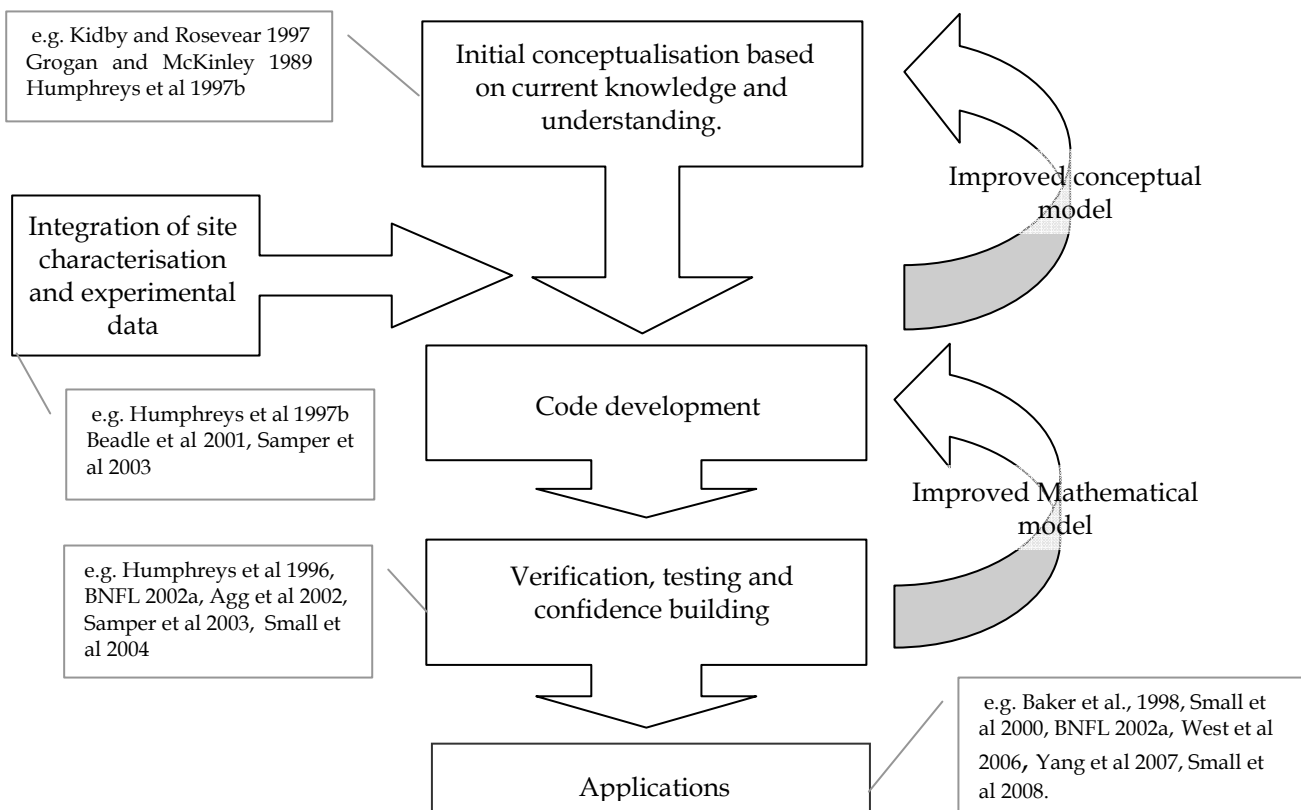 e.g. Kidby and Rosevear 1997
Grogan and McKinley 1989
Humphreys et al 1997b
Initial conceptualisation based
on current knowledge and
understanding.
Improved conceptual
model
Integration of site
characterisation
and experimental
data
e.g. Humphreys et al 1997b
Beadle et al 2001, Samper et
al 2003
Code development
Improved Mathematical
model
e.g. Humphreys et al 1996,
BNFL 2002a, Agg et al 2002,
Samper et al 2003, Small et
al 2004
Verification, testing and
confidence building
e.g. Baker et al., 1998, Small et
al 2000, BNFL 2002a, West et al
2006, Yang et al 2007, Small et
al 2008.
Applications